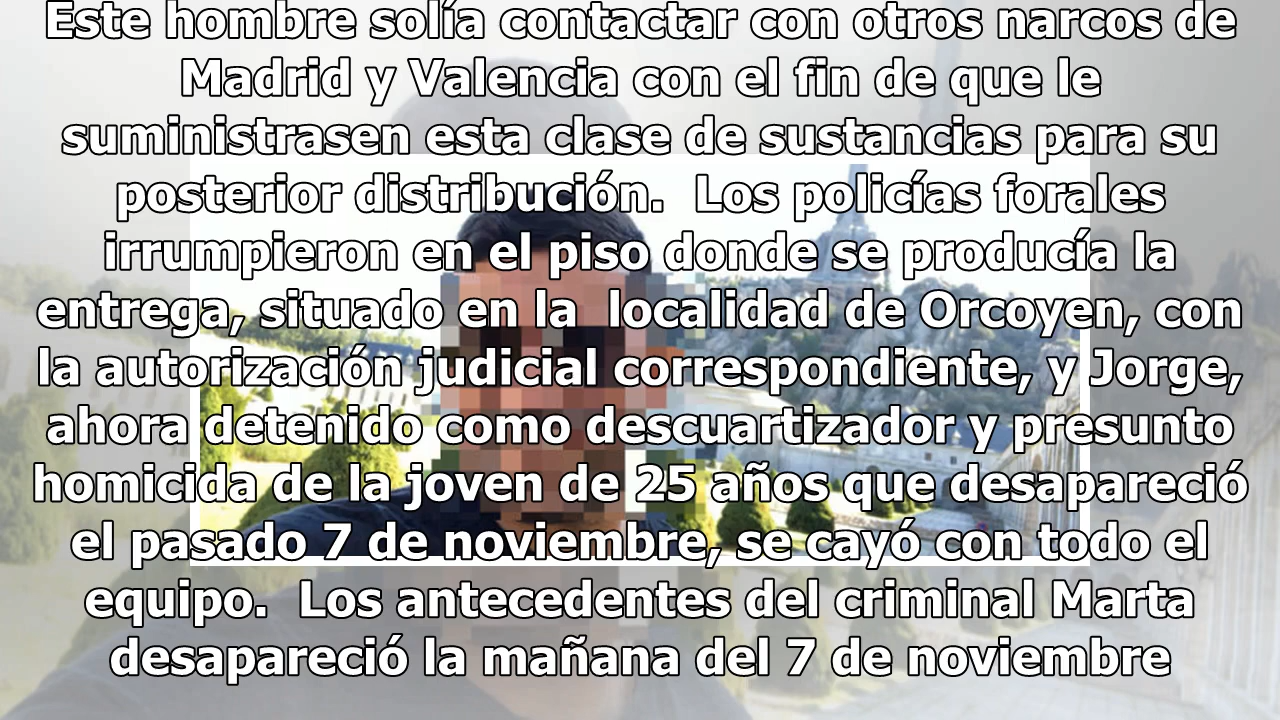 Este hombre solía contactar con otros narcos de
Madrid y Valencia con el fin de que le
suministrasen esta clase de sustancias para su
posterior distribución.  Los policías forales
irrumpieron en el piso donde se producía la
entrega, situado en la  localidad de Orcoyen, con
la autorización judicial correspondiente, y Jorge,
ahora detenido como descuartizador y presunto
homicida de la joven de 25 años que desapareció
el pasado 7 de noviembre, se cayó con todo el
equipo.  Los antecedentes del criminal Marta
desapareció la mañana del 7 de noviembre